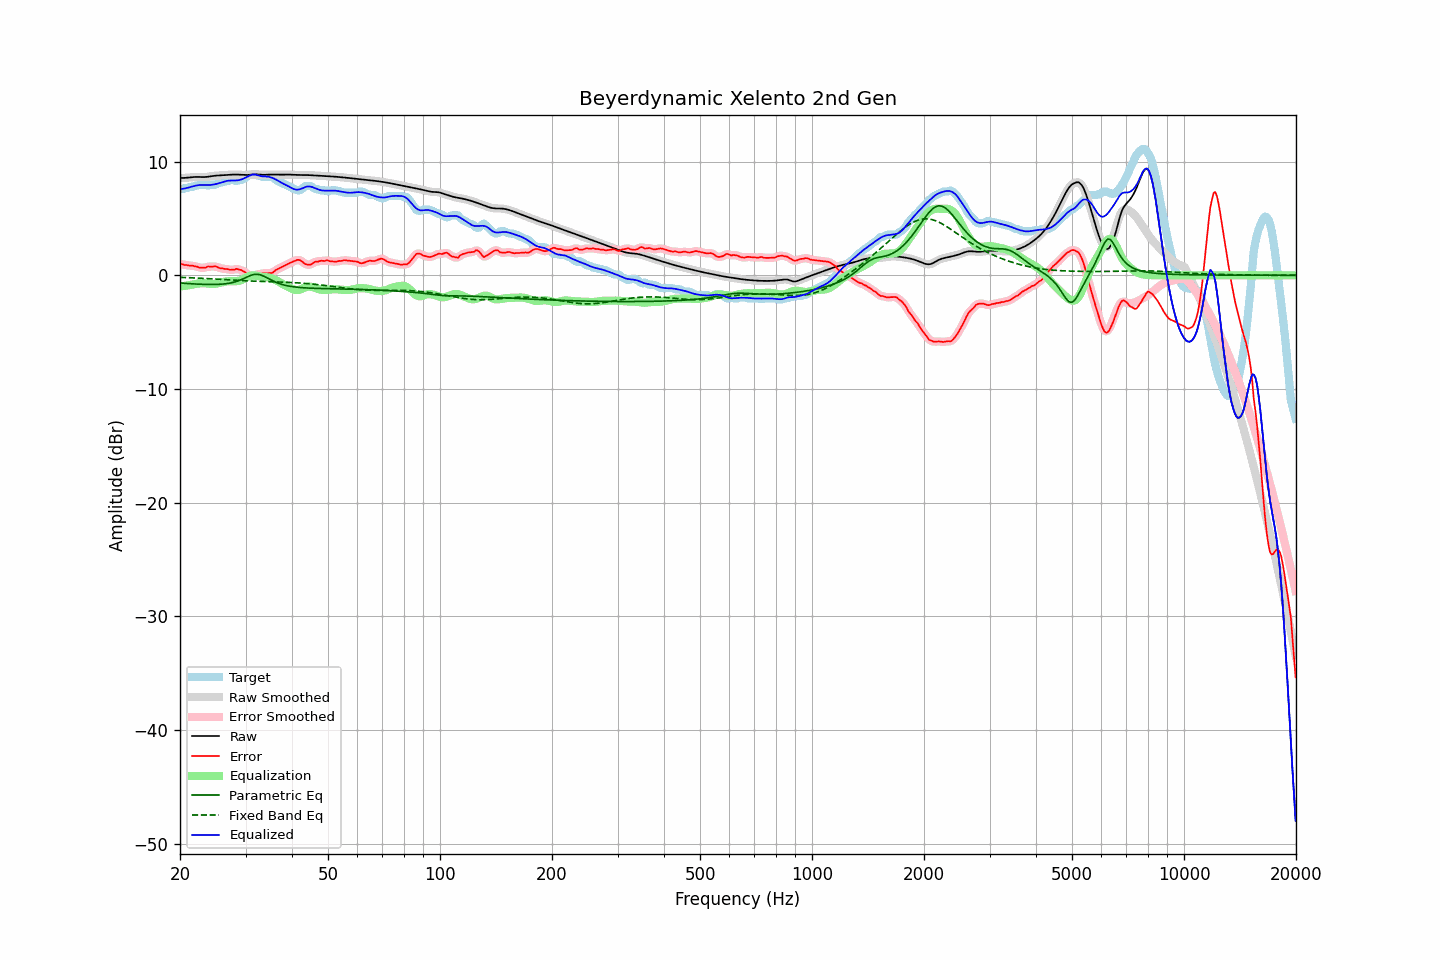 Beyerdynamic Xelento 2nd Gen
10
0
−10
−20
−30
−40
−50
Amplitude (dBr)
Target
Raw Smoothed
Error Smoothed
Raw
Error
Equalization
Parametric Eq
Fixed Band Eq
Equalized
20
50
100
200
500
1000
2000
5000
10000
20000
Frequency (Hz)